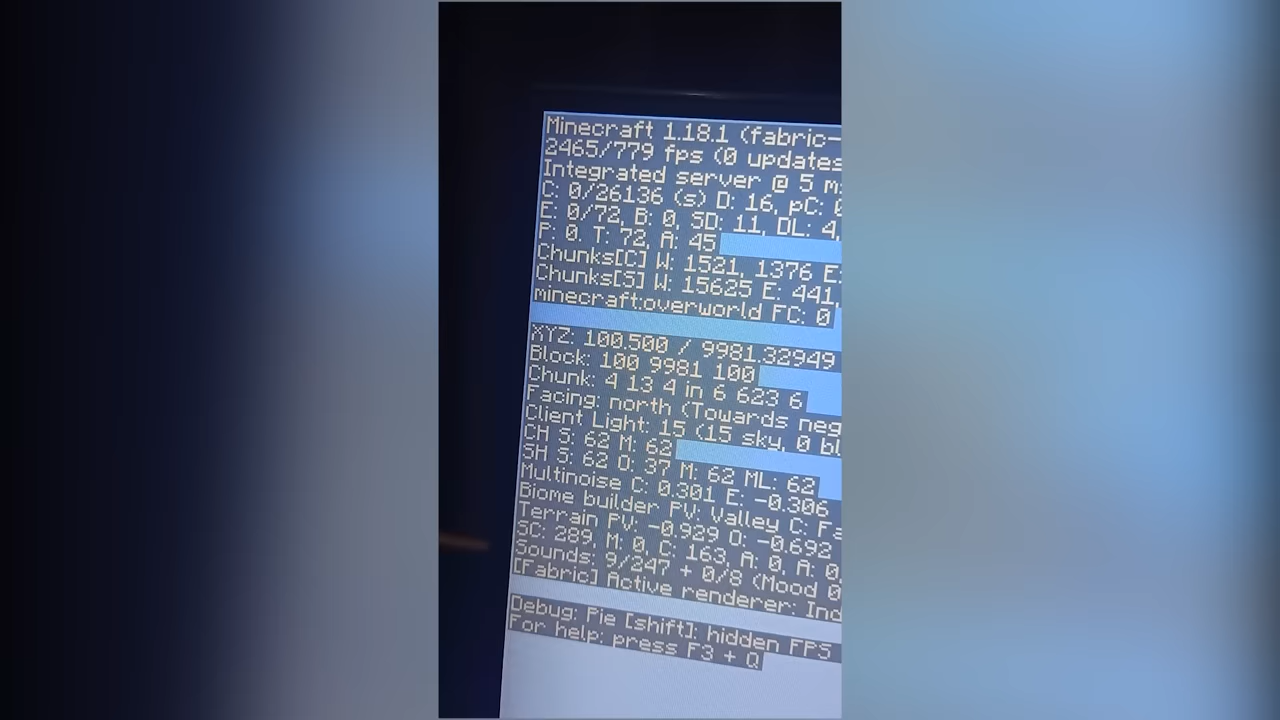 Minecraft 1.18.1 (fabric-
2465/779 fps (0 updates
Integrated server @ 5 m
C: 0/26136 (s) D: 16, pC: 0
E: 0/72, B: 0, SD: 11, DL: 4,
P: 0. T: 72, A: 45
Chunks[C] W: 1521, 1376 E:
Chunks[S] W: 15625 E: 441,
minecraft:overworld FC: 0
XYZ: 100.500 / 9981.32949
Block: 100 9981 100
Chunk: 4 13 4 in 6 623 6
Facing: north (Towards neg
Client Light: 15 (15 sky, 0 bl
CH S: 62 M: 62
SH S: 62 O: 37 M: 62 ML: 62
Multinoise C: 0.301 E: -0.306
Biome builder PV: Valley C: Fa
Terrain PV: -0.929 O: -0.692
SC: 289, M: 0, C: 163, A: 0, A: 0
Sounds: 9/247 + 0/8 (Mood 0
[Fabric] Active renderer: Ind
Debug: Pie [shift]: hidden FPS
For help: press F3 + Q